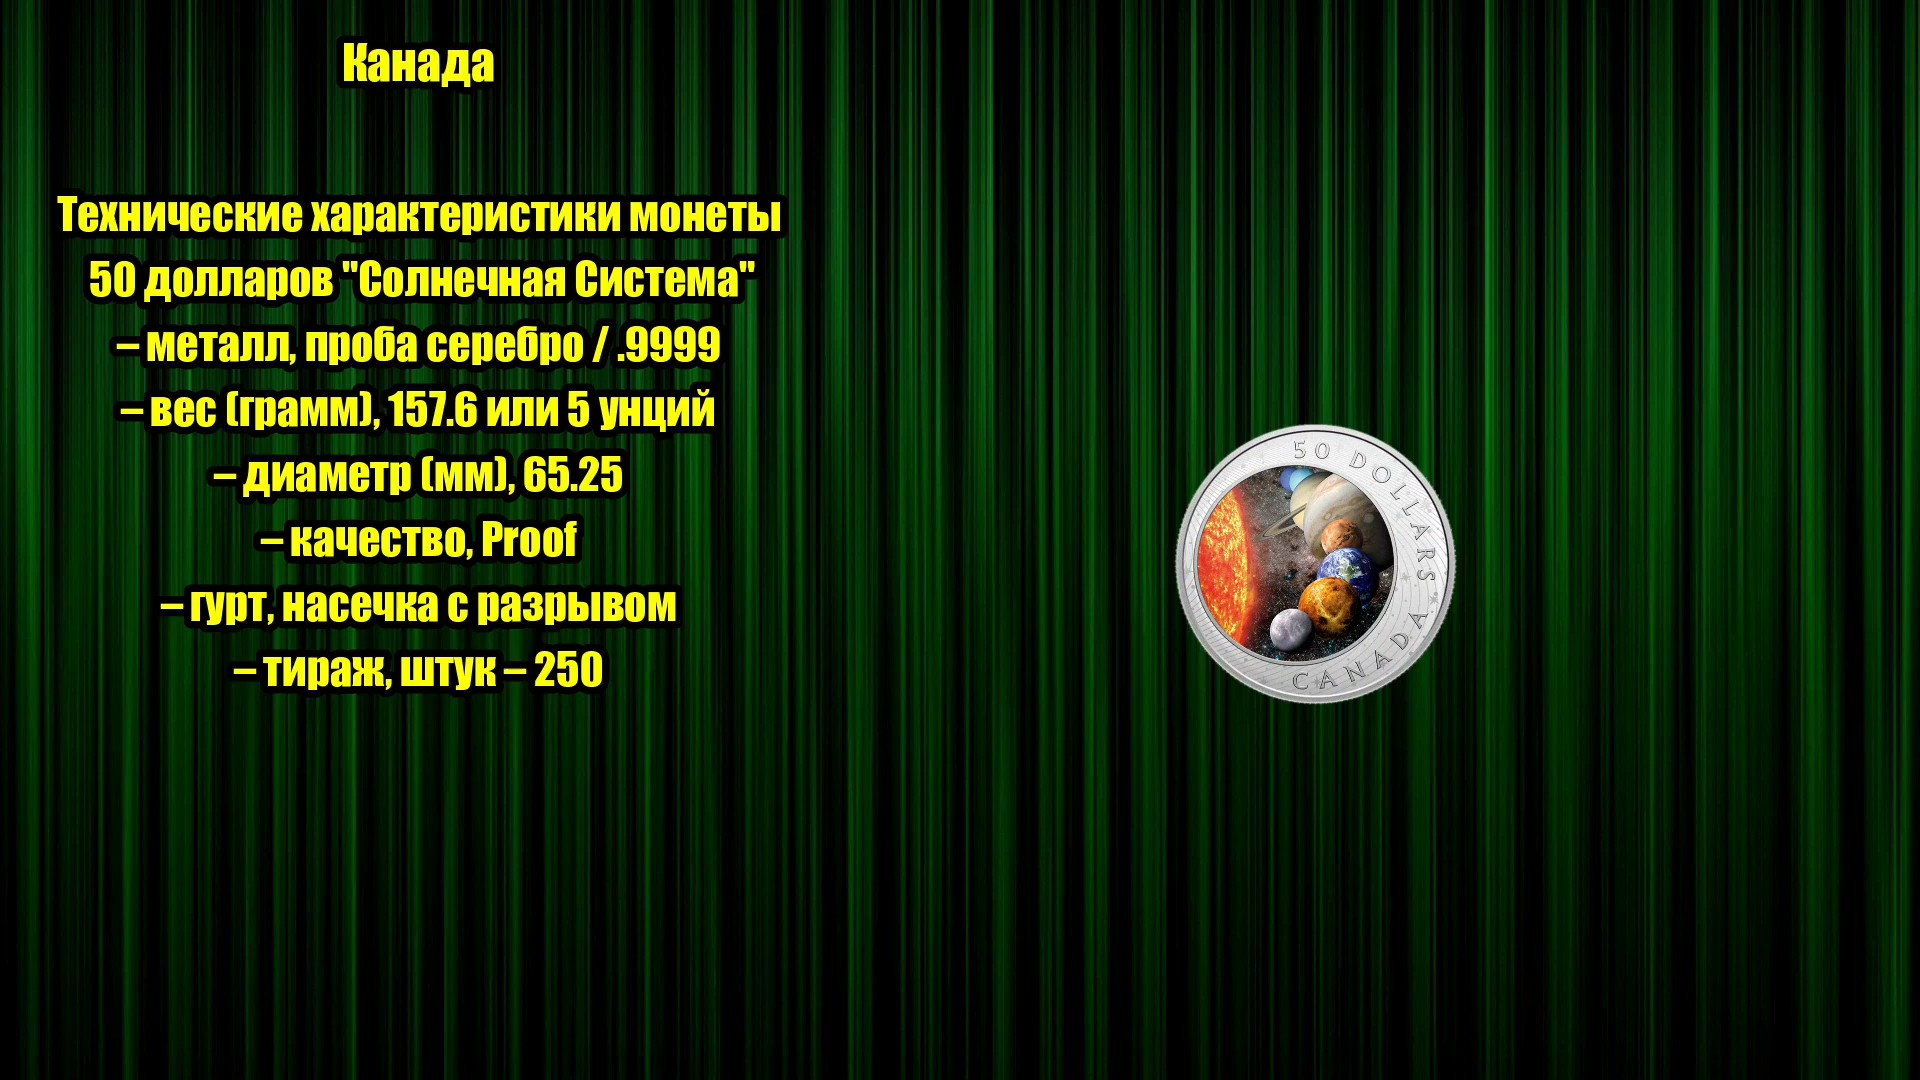 Канада
Технические характеристики монеты
50 долларов "Солнечная Система"
– металл, проба серебро / .9999
– вес (грамм), 157.6 или 5 унций
– диаметр (мм), 65.25
– качество, Proof
– гурт, насечка с разрывом
– тираж, штук – 250
50 DOLLARS
CANADA